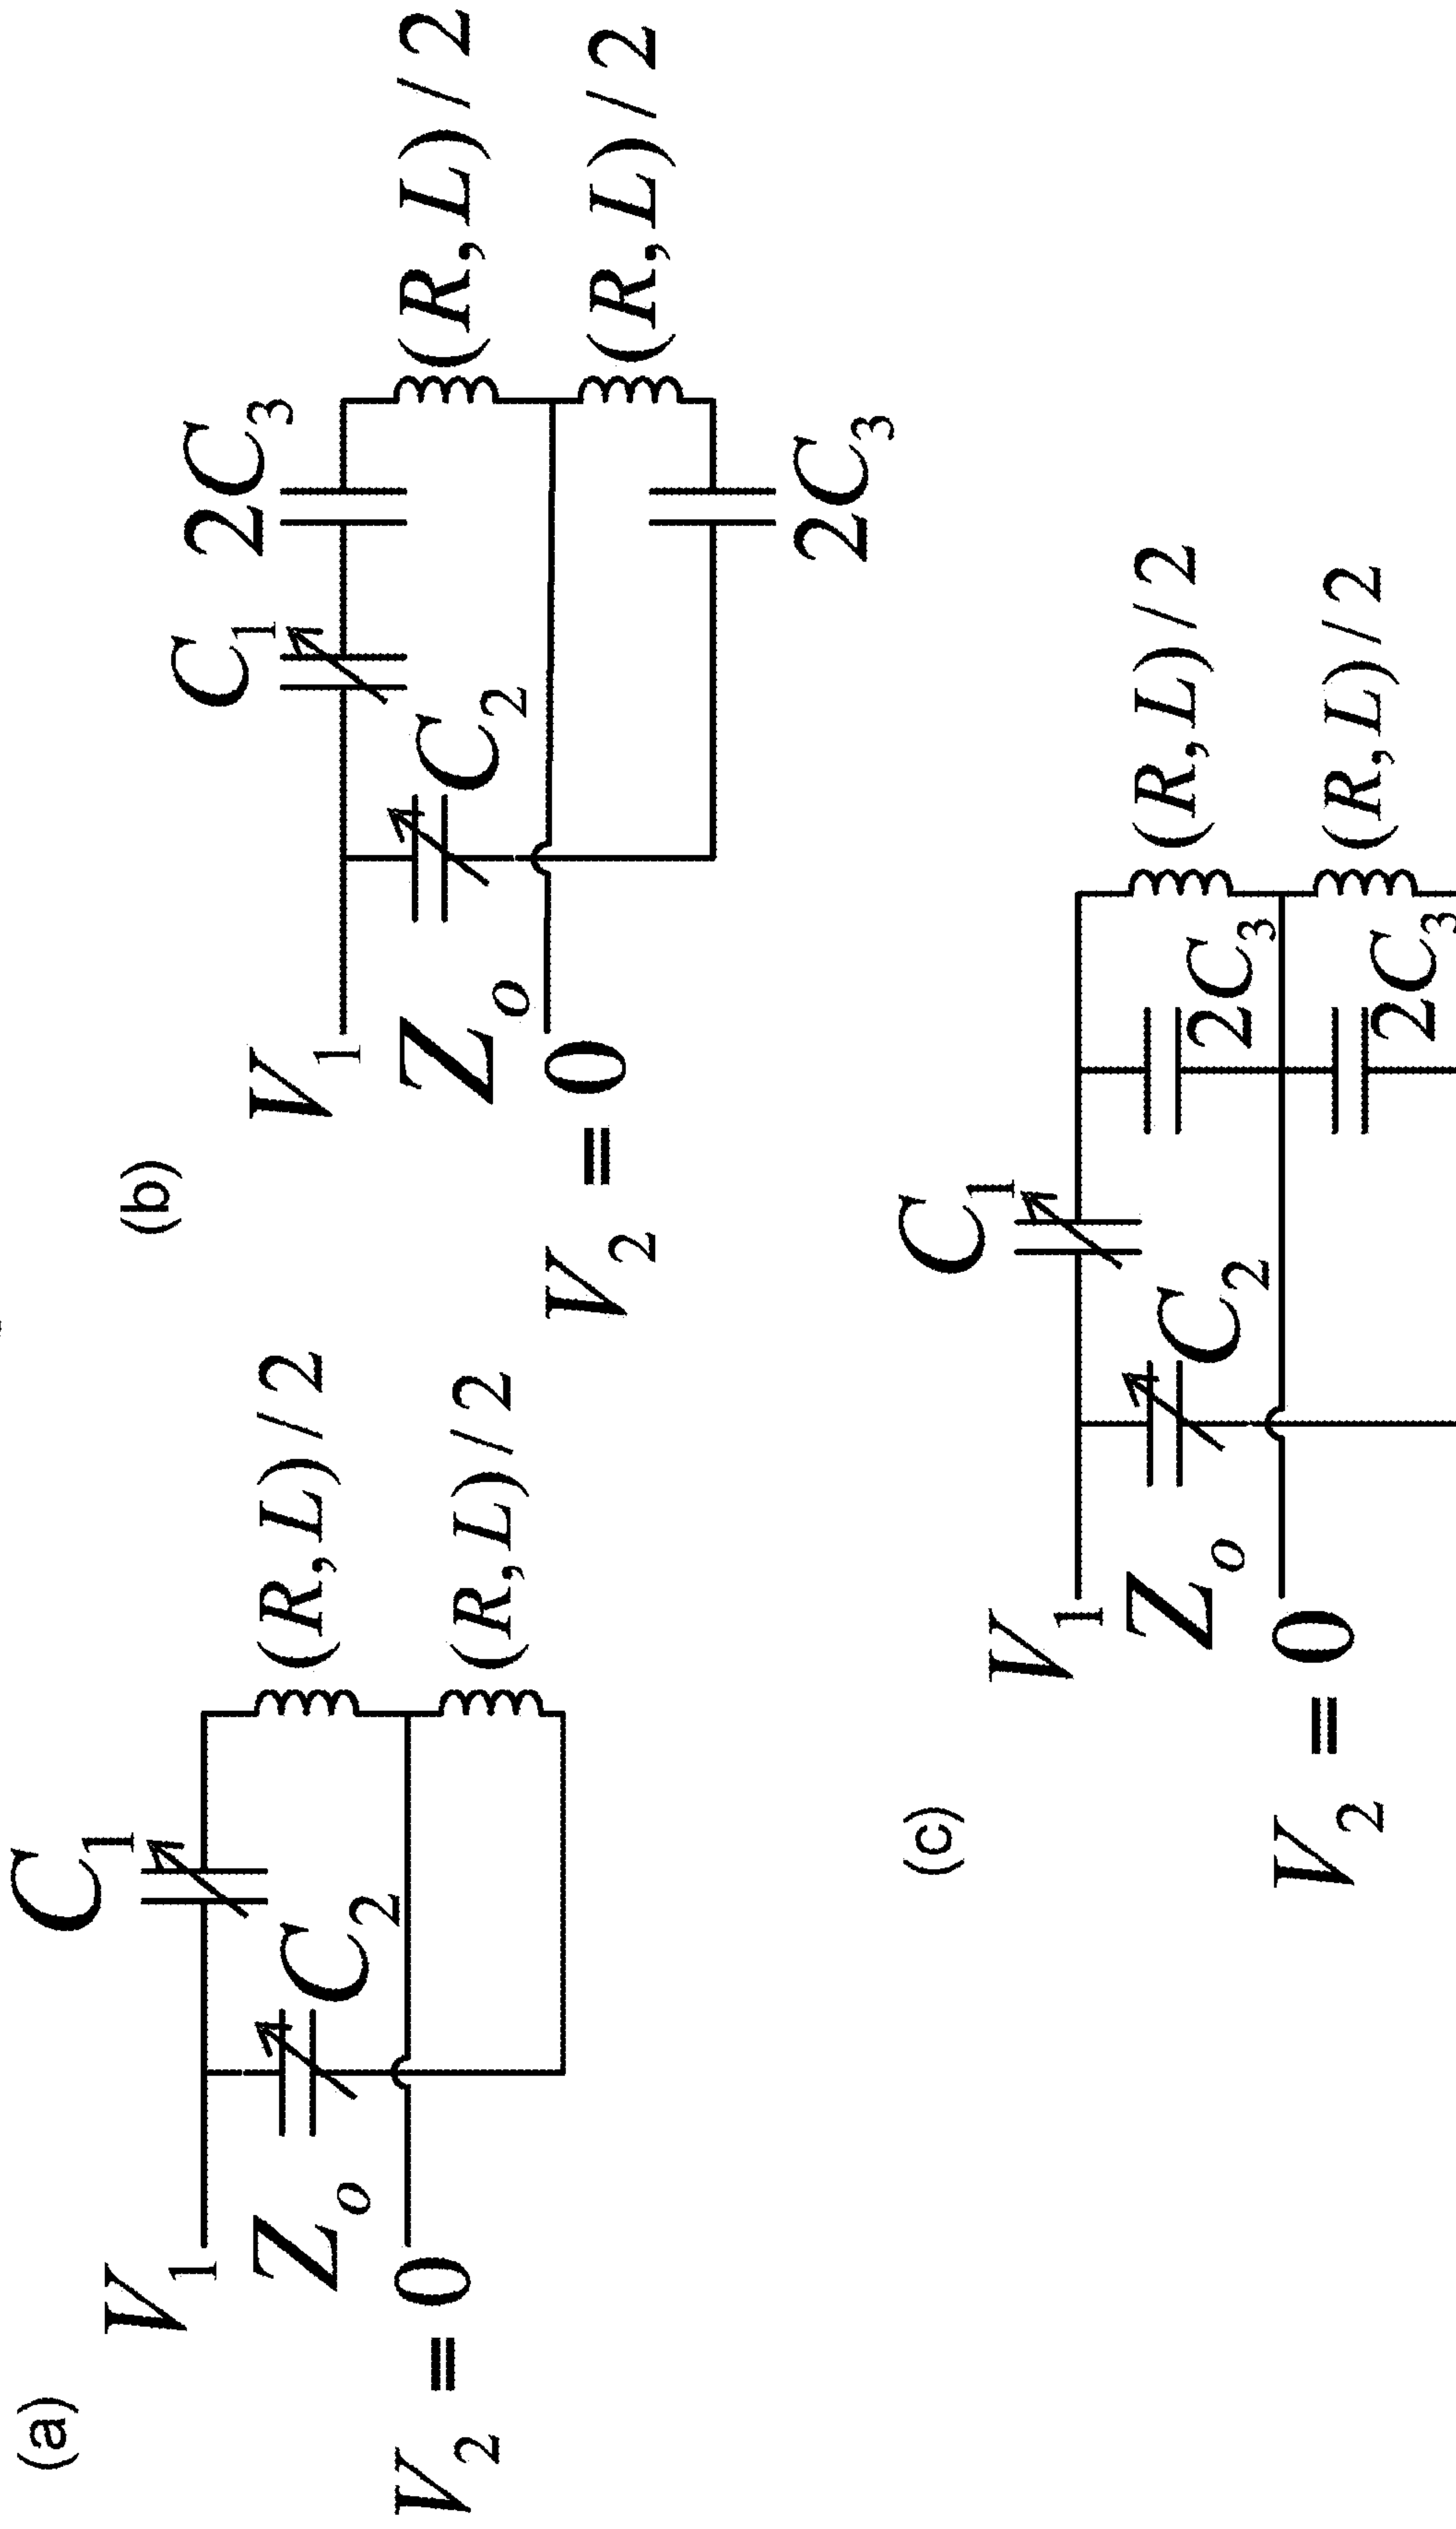 (a)
C1
V1
(R, L) / 2
C2
Zo
(R, L) / 2
V2 = 0
(b)
C1
2C3
V1
(R, L) / 2
C2
Zo
(R, L) / 2
V2 = 0
2C3
(c)
C1
V1
(R, L) / 2
C2
2C3
Zo
(R, L) / 2
V2 = 0
2C3